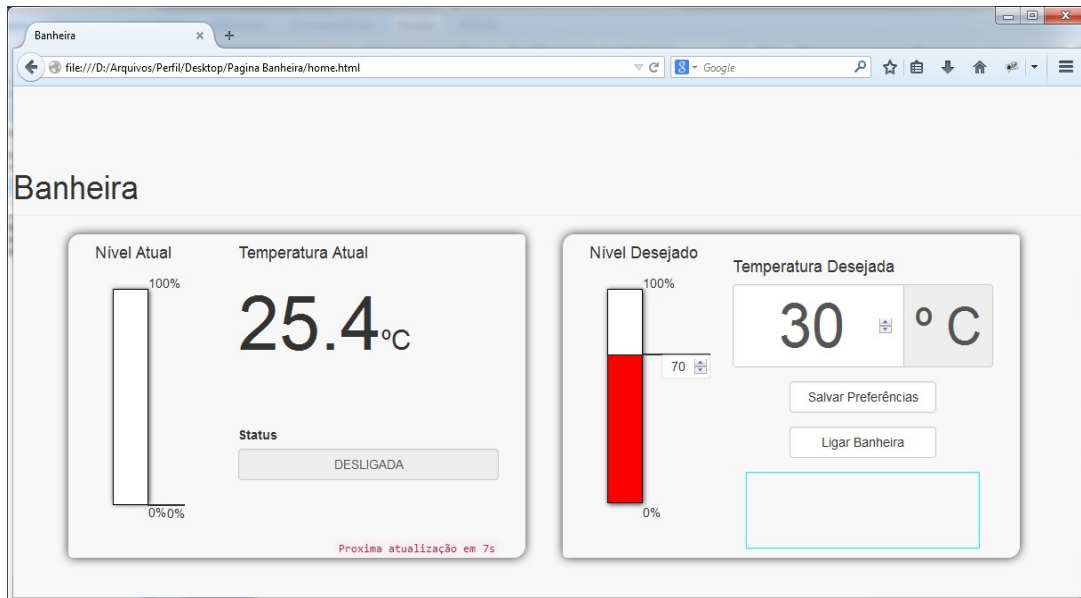 Banheira
file:///D:/Arquivos/Perfil/Desktop/Pagina Banheira/home.html
Google
Banheira
Nível Atual
Temperatura Atual
100%
25.4ºC
Status
DESLIGADA
0%0%
Proxima atualização em 7s
Nível Desejado
Temperatura Desejada
100%
30 º C
70
Salvar Preferências
Ligar Banheira
0%